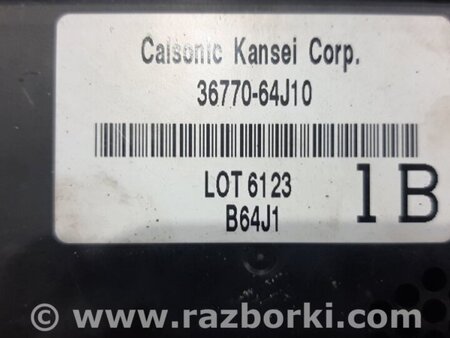 Calsonic Kansei Corp.
36770-64J10
LOT 6123
B64J1
1B
© www.razborki.com